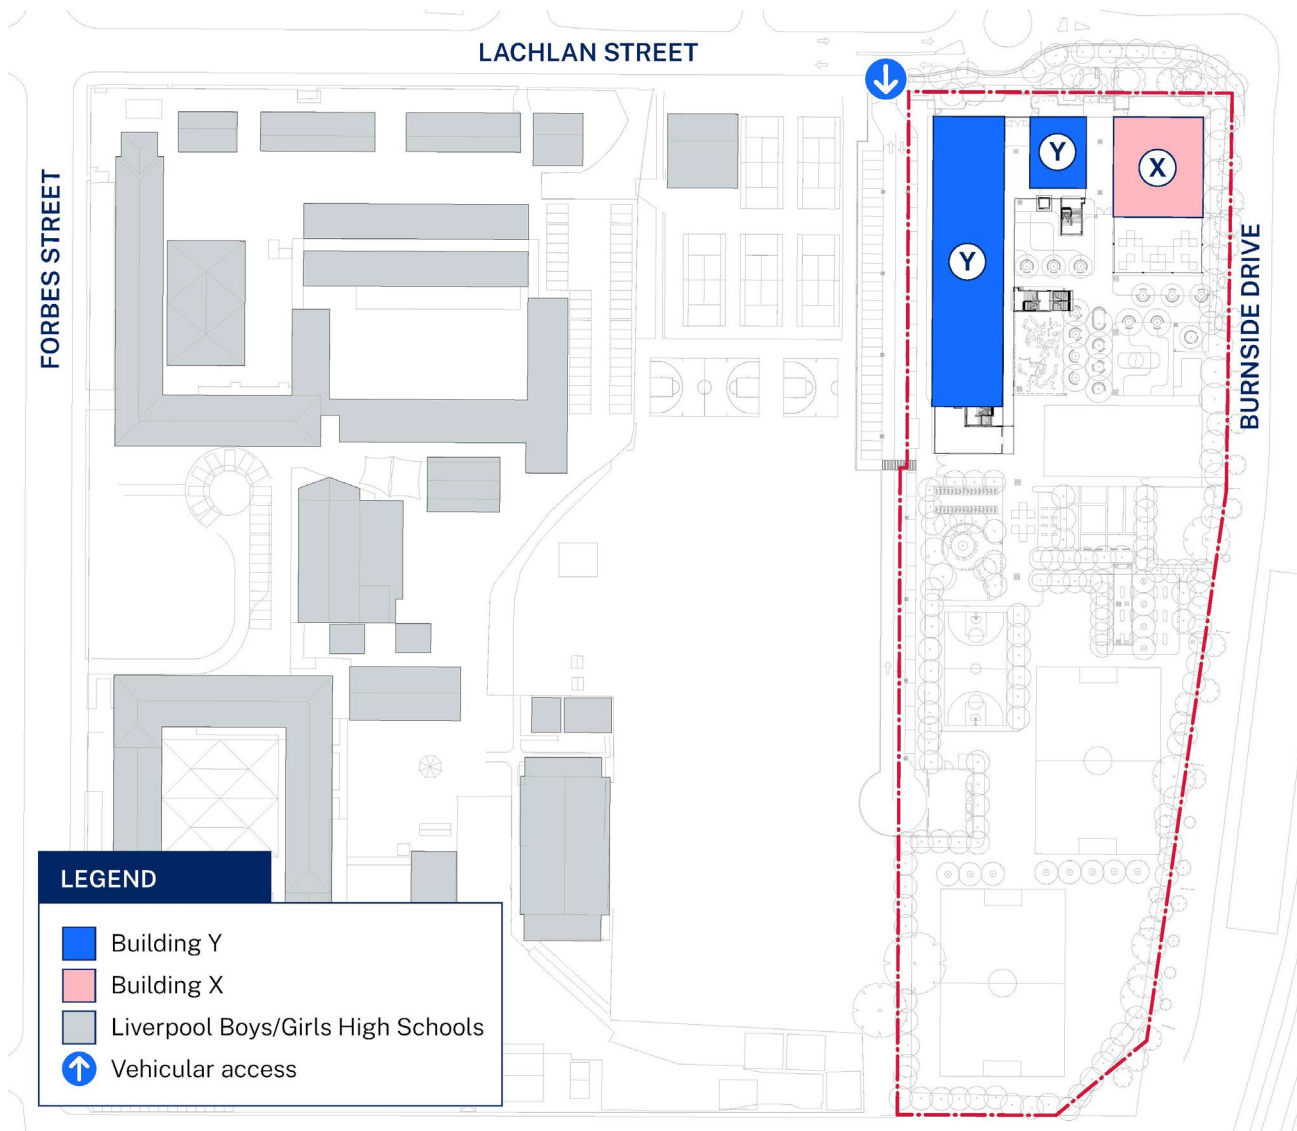 LACHLAN STREET
FORBES STREET
BURNSIDE DRIVE
Y
X
Y
LEGEND
Building Y
Building X
Liverpool Boys/Girls High Schools
Vehicular access